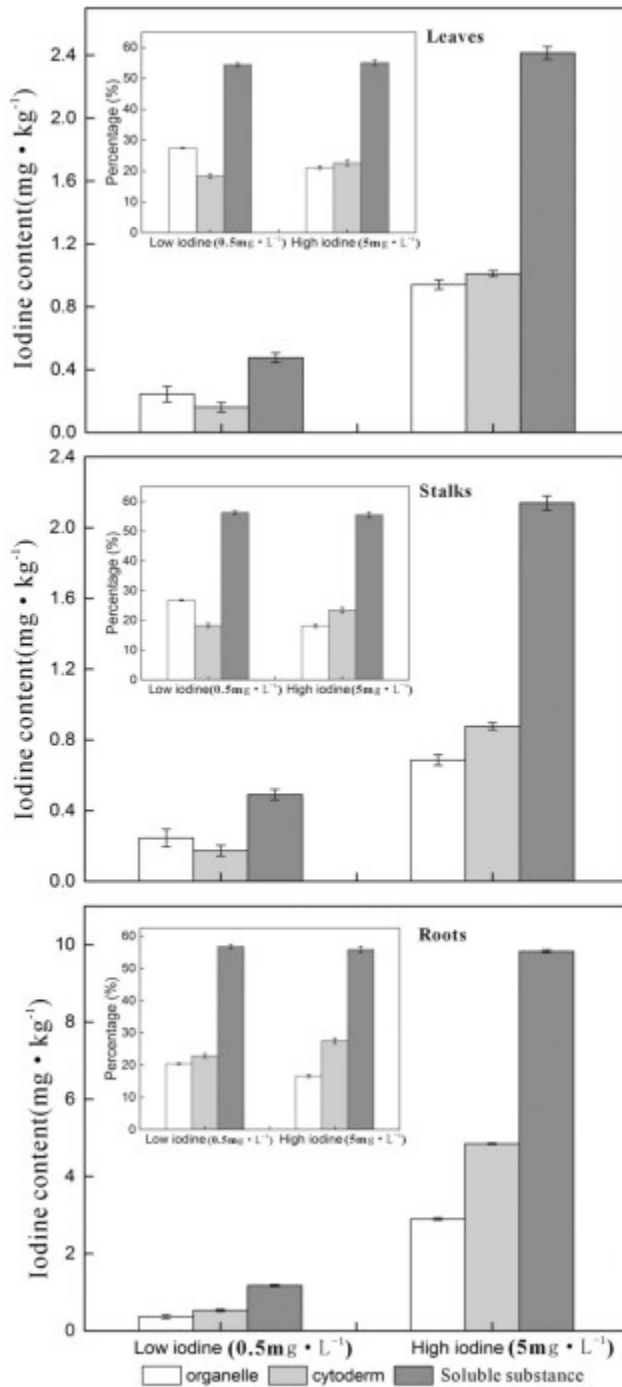 Leaves
Iodine content(mg • kg-1)
2.4
2.0
1.6
1.2
0.8
0.4
0.0
Percentage (%)
60
50
40
30
20
10
0
Low iodine (0.5mg • L-1) High iodine (5mg • L-1)
Stalks
Iodine content(mg • kg-1)
2.4
2.0
1.6
1.2
0.8
0.4
0.0
Percentage (%)
60
50
40
30
20
10
0
Low iodine (0.5mg • L-1) High iodine (5mg • L-1)
Roots
Iodine content(mg • kg-1)
10
8
6
4
2
0
Percentage (%)
60
50
40
30
20
10
0
Low iodine (0.5mg • L-1) High iodine (5mg • L-1)
Low iodine (0.5mg • L-1) High iodine (5mg • L-1)
organelle cytoderm Soluble substance